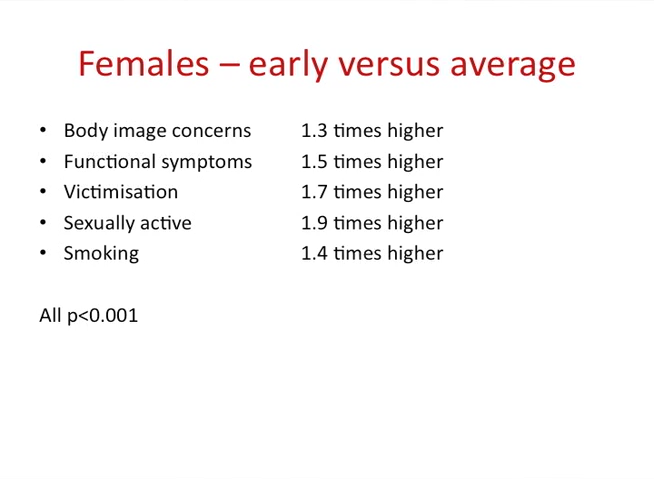 Females – early versus average
• Body image concerns 1.3 times higher
• Functional symptoms 1.5 times higher
• Victimisation 1.7 times higher
• Sexually active 1.9 times higher
• Smoking 1.4 times higher
All p<0.001